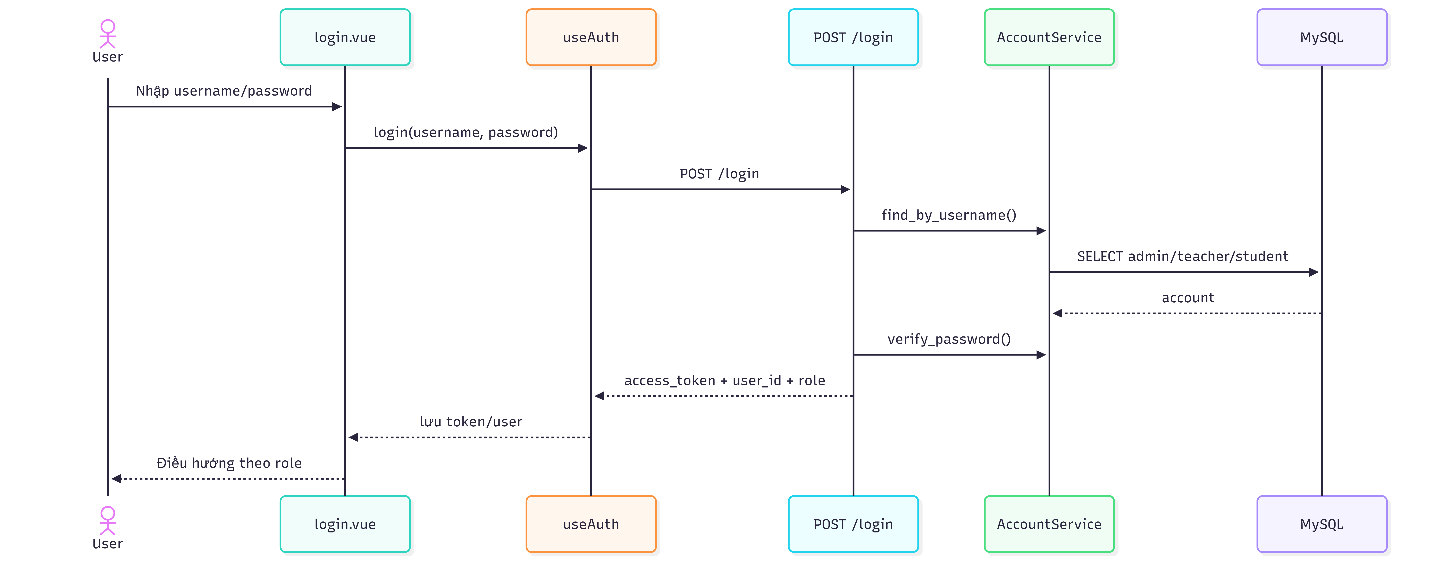 User
login.vue
useAuth
POST /login
AccountService
MySQL
Nhập username/password
login(username, password)
POST /login
find_by_username()
SELECT admin/teacher/student
account
verify_password()
access_token + user_id + role
lưu token/user
Điều hướng theo role
User
login.vue
useAuth
POST /login
AccountService
MySQL